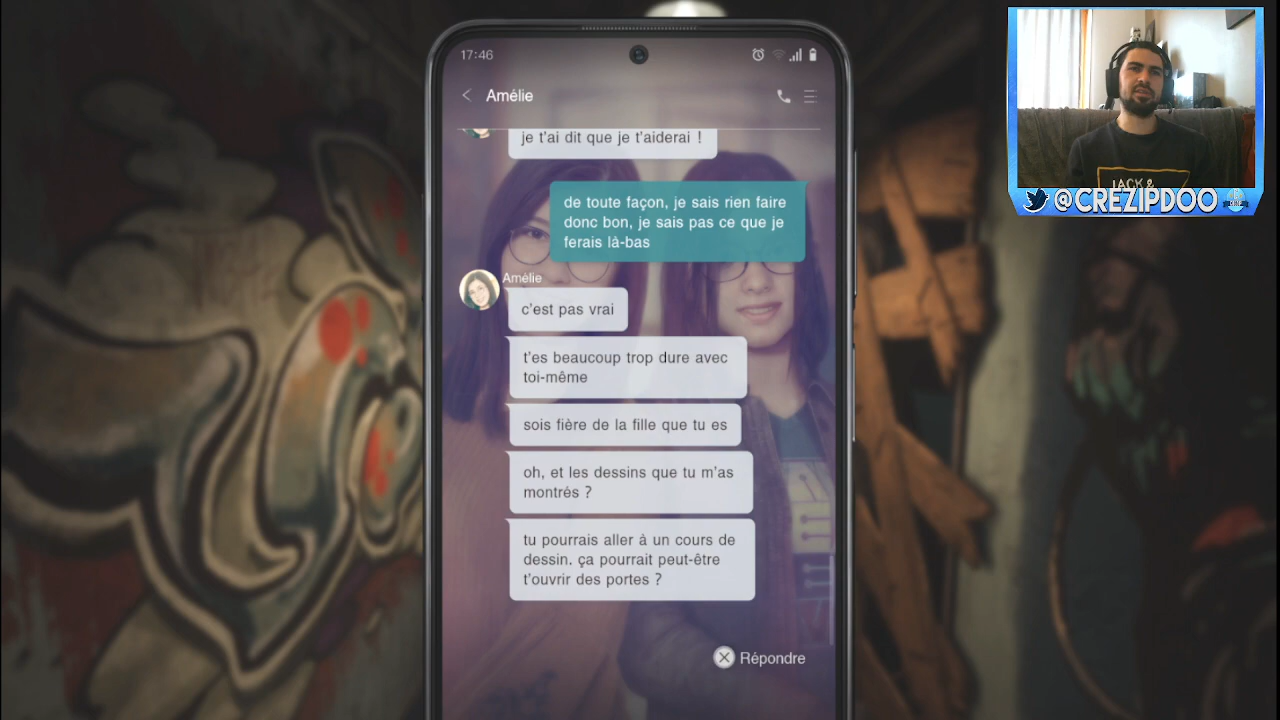 17:46
Amélie
je t'ai dit que je t'aiderai !
de toute façon, je sais rien faire
donc bon, je sais pas ce que je
ferais là-bas
Amélie
c'est pas vrai
t'es beaucoup trop dure avec
toi-même
sois fière de la fille que tu es
oh, et les dessins que tu m'as
montrés ?
tu pourrais aller à un cours de
dessin. ça pourrait peut-être
t'ouvrir des portes ?
Répondre
JACK &
@CREZIPDOO